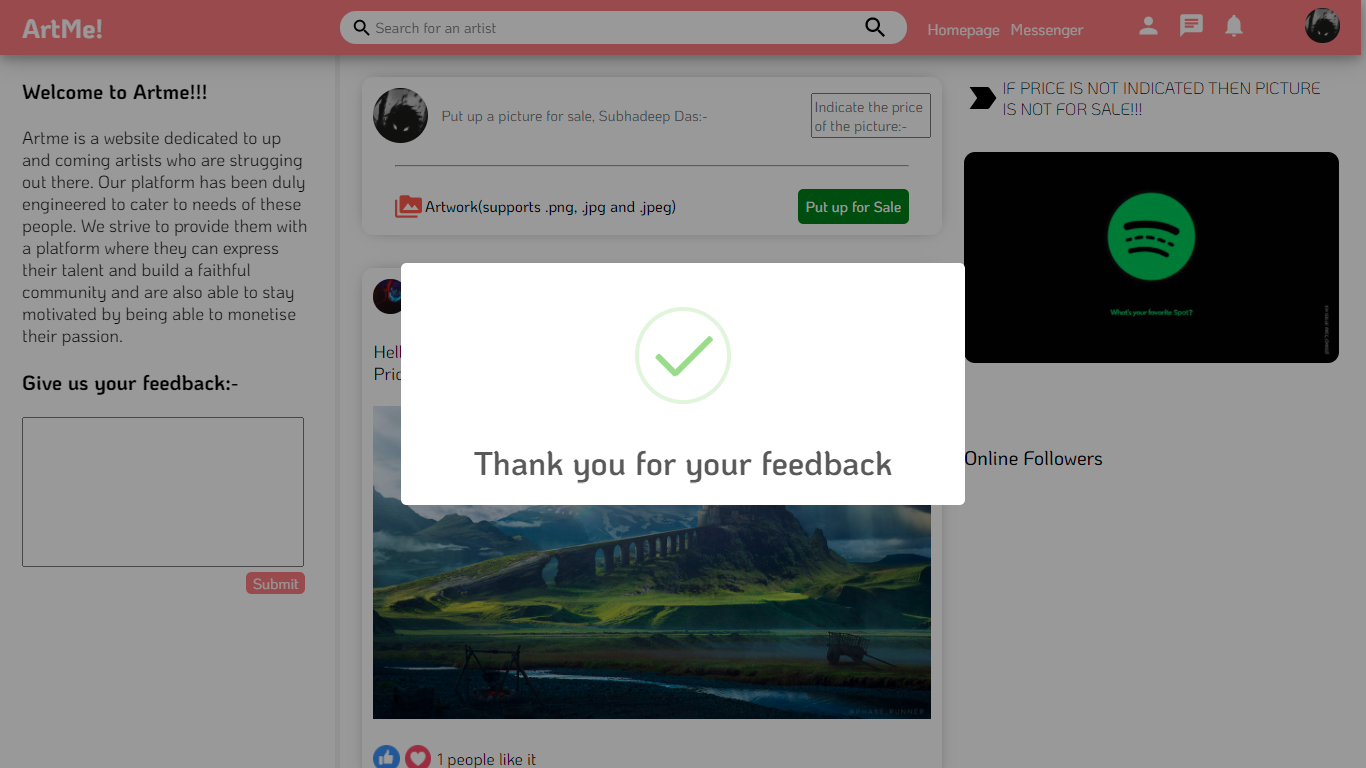 ArtMe!
Search for an artist
Homepage Messenger
Welcome to Artme!!!
Artme is a website dedicated to up
and coming artists who are strugging
out there. Our platform has been duly
engineered to cater to needs of these
people. We strive to provide them with
a platform where they can express
their talent and build a faithful
community and are also able to stay
motivated by being able to monetise
their passion.
Give us your feedback:-
Submit
Put up a picture for sale, Subhadeep Das:-
Indicate the price
of the picture:-
Artwork(supports .png, .jpg and .jpeg)
Put up for Sale
Thank you for your feedback
1 people like it
IF PRICE IS NOT INDICATED THEN PICTURE
IS NOT FOR SALE!!!
What's your favorite Spot?
Online Followers